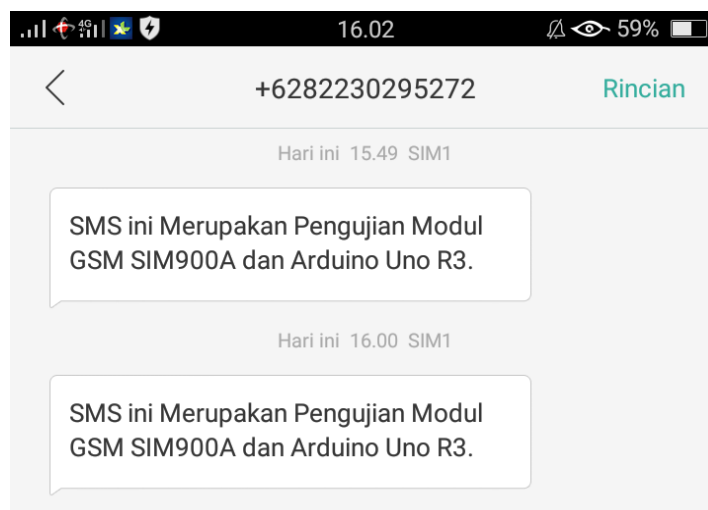 4G 16.02 59%
+6282230295272 Rincian
Hari ini 15.49 SIM1
SMS ini Merupakan Pengujian Modul
GSM SIM900A dan Arduino Uno R3.
Hari ini 16.00 SIM1
SMS ini Merupakan Pengujian Modul
GSM SIM900A dan Arduino Uno R3.